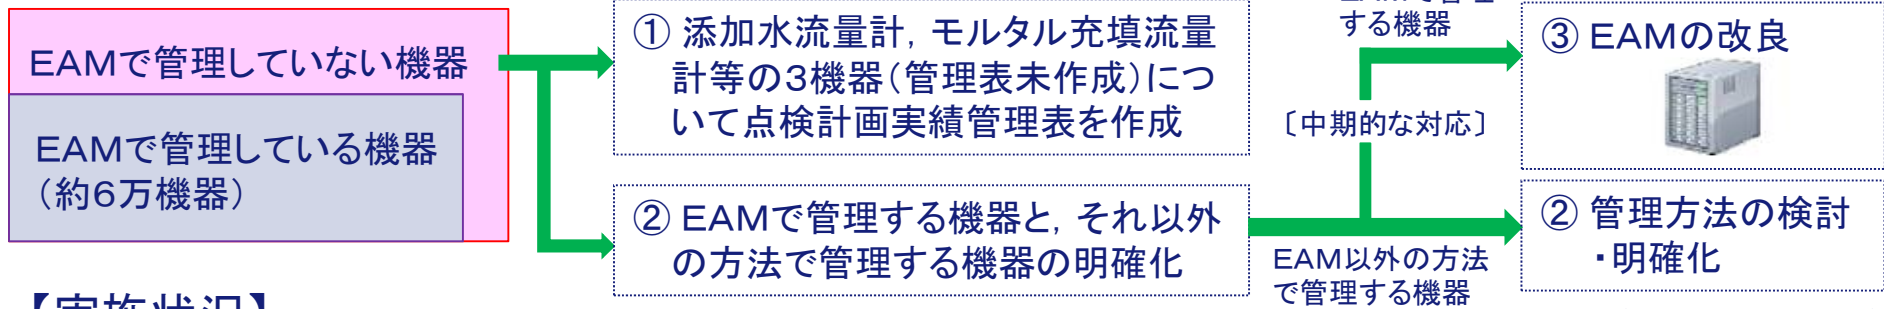 EAMで管理していない機器
EAMで管理している機器
（約6万機器）
① 添加水流量計，モルタル充填流量
計等の3機器（管理表未作成）につ
いて点検計画実績管理表を作成
② EAMで管理する機器と，それ以外
の方法で管理する機器の明確化
する機器
〔中期的な対応〕
EAM以外の方法
で管理する機器
③ EAMの改良
② 管理方法の検討
・明確化
【実施状況】